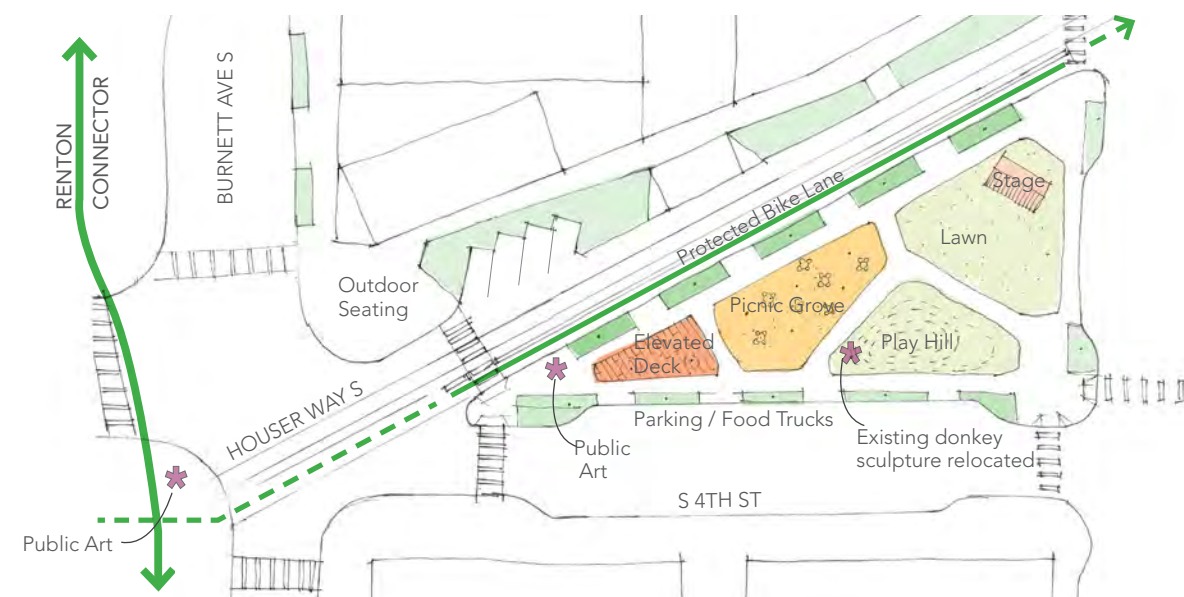 RENTON
CONNECTOR
BURNETT AVE S
Protected Bike Lane
Stage
Lawn
Outdoor
Seating
Picnic Grove
Elevated
Deck
Play Hill
HOUSER WAY S
Parking / Food Trucks
Public
Art
Existing donkey
sculpture relocated
S 4TH ST
Public Art